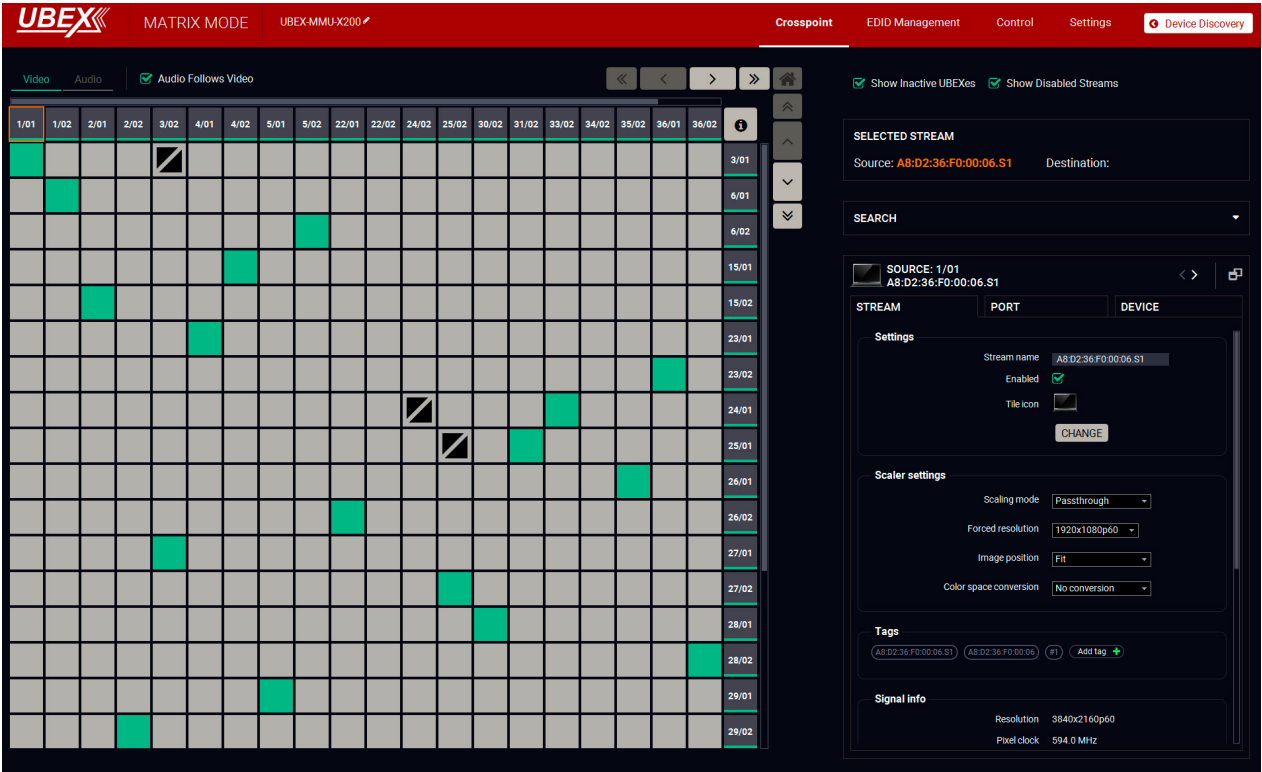 UBEX MATRIX MODE UBEX-MMU-X200 Crosspoint EDID Management Control Settings Device Discovery
Video Audio Audio Follows Video Show Inactive UBEXes Show Disabled Streams
1/01 1/02 2/01 2/02 3/02 4/01 4/02 5/01 5/02 22/01 22/02 24/02 25/02 30/02 31/02 33/02 34/02 35/02 36/01 36/02
3/01
6/01
6/02
15/01
15/02
23/01
23/02
24/01
25/01
26/01
26/02
27/01
27/02
28/01
28/02
29/01
29/02
SELECTED STREAM
Source: A8:D2:36:F0:00:06.S1 Destination:
SEARCH
SOURCE: 1/01
A8:D2:36:F0:00:06.S1
STREAM PORT DEVICE
Settings
Stream name A8:D2:36:F0:00:06.S1
Enabled
Tile icon
CHANGE
Scaler settings
Scaling mode Passthrough
Forced resolution 1920x1080p60
Image position Fit
Color space conversion No conversion
Tags
A8:D2:36:F0:00:06.S1 A8:D2:36:F0:00:06 #1 Add tag +
Signal info
Resolution 3840x2160p60
Pixel clock 594.0 MHz